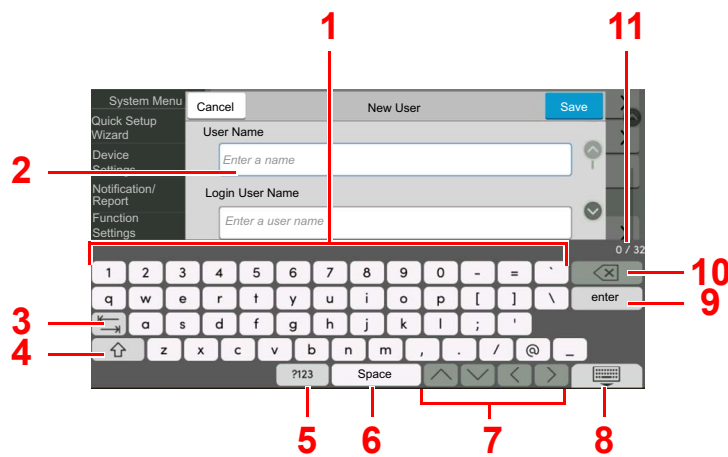 1 11
System Menu Cancel New User Save
Quick Setup
Wizard
User Name
Device
Settings
2 Enter a name
Notification/
Report
Login User Name
Function
Settings
Enter a user name
0 / 32
1 2 3 4 5 6 7 8 9 0 - = ` 10
q w e r t y u i o p [ ] \ enter 9
3 a s d f g h j k l ; '
4 z x c v b n m , . / @ _
?123 Space
5 6 7 8